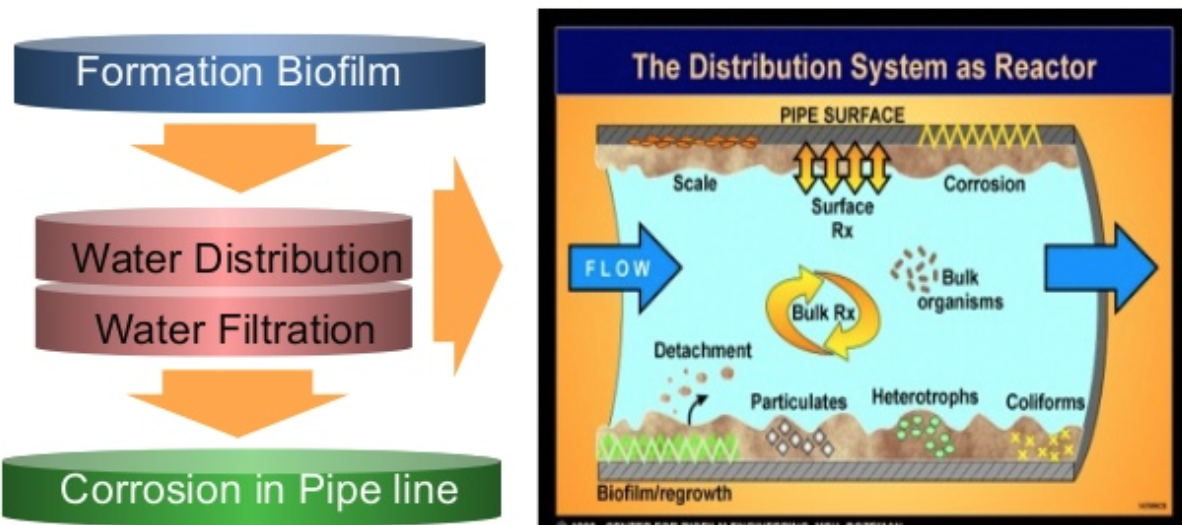 Formation Biofilm
Water Distribution
Water Filtration
Corrosion in Pipe line
The Distribution System as Reactor
PIPE SURFACE
Scale
Surface
Rx
Corrosion
FLOW
Bulk
organisms
Bulk Rx
Detachment
Particulates
Heterotrophs
Coliforms
Biofilm/regrowth